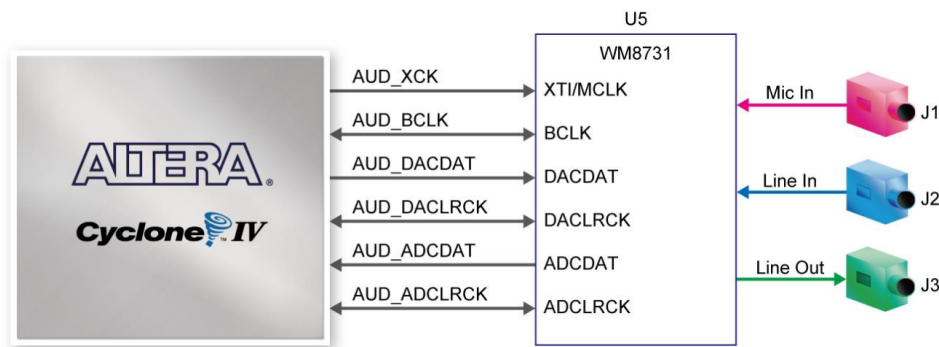 U5
WM8731
ALTERA®
Cyclone™ IV
AUD_XCK
XTI/MCLK
Mic In
J1
AUD_BCLK
BCLK
AUD_DACDAT
DACDAT
Line In
J2
AUD_DACLRCK
DACLRCK
AUD_ADCDAT
ADCDAT
Line Out
J3
AUD_ADCLRCK
ADCLRCK